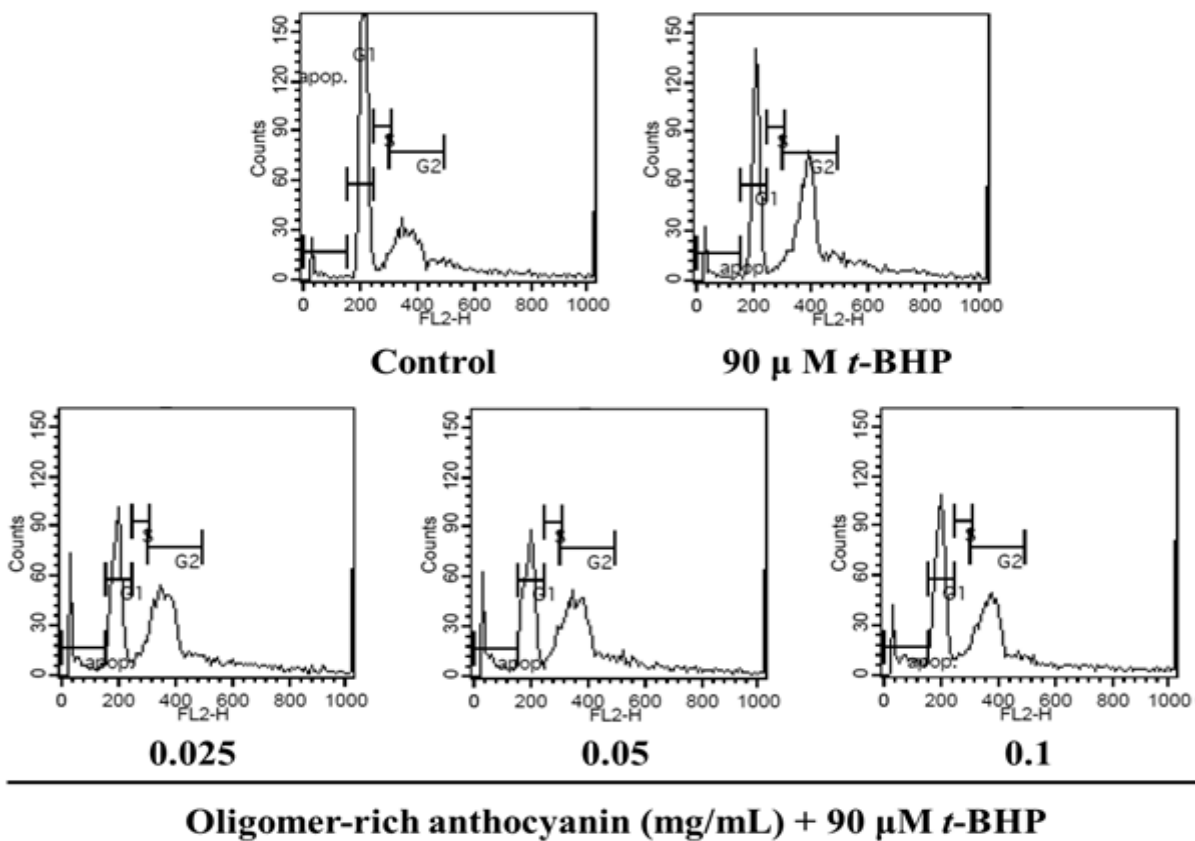 150
120
90
60
30
0
Counts
apop.
G1
S
G2
0 200 400 600 800 1000
FL2-H
Control
150
120
90
60
30
0
Counts
apop.
G1
S
G2
0 200 400 600 800 1000
FL2-H
90 μ M t-BHP
150
120
90
60
30
0
Counts
apop.
G1
S
G2
0 200 400 600 800 1000
FL2-H
0.025
150
120
90
60
30
0
Counts
apop.
G1
S
G2
0 200 400 600 800 1000
FL2-H
0.05
150
120
90
60
30
0
Counts
apop.
G1
S
G2
0 200 400 600 800 1000
FL2-H
0.1
Oligomer-rich anthocyanin (mg/mL) + 90 μM t-BHP